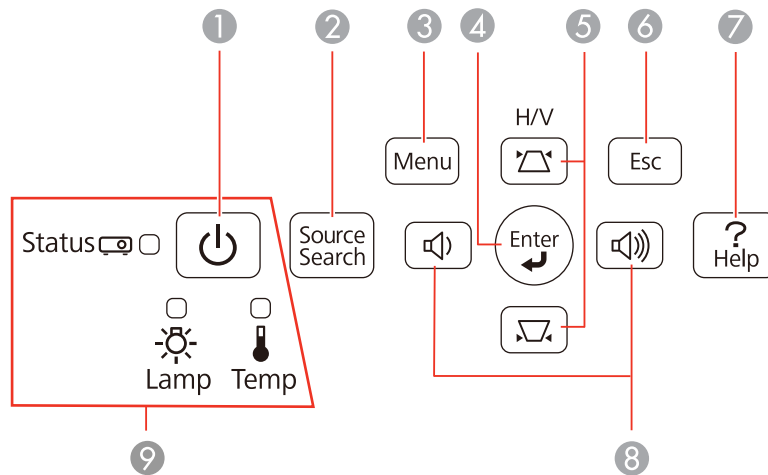 1 2 3 4 5 6 7
H/V
Menu
Esc
Status
Source
Search
Enter
?
Help
Lamp Temp
9 8